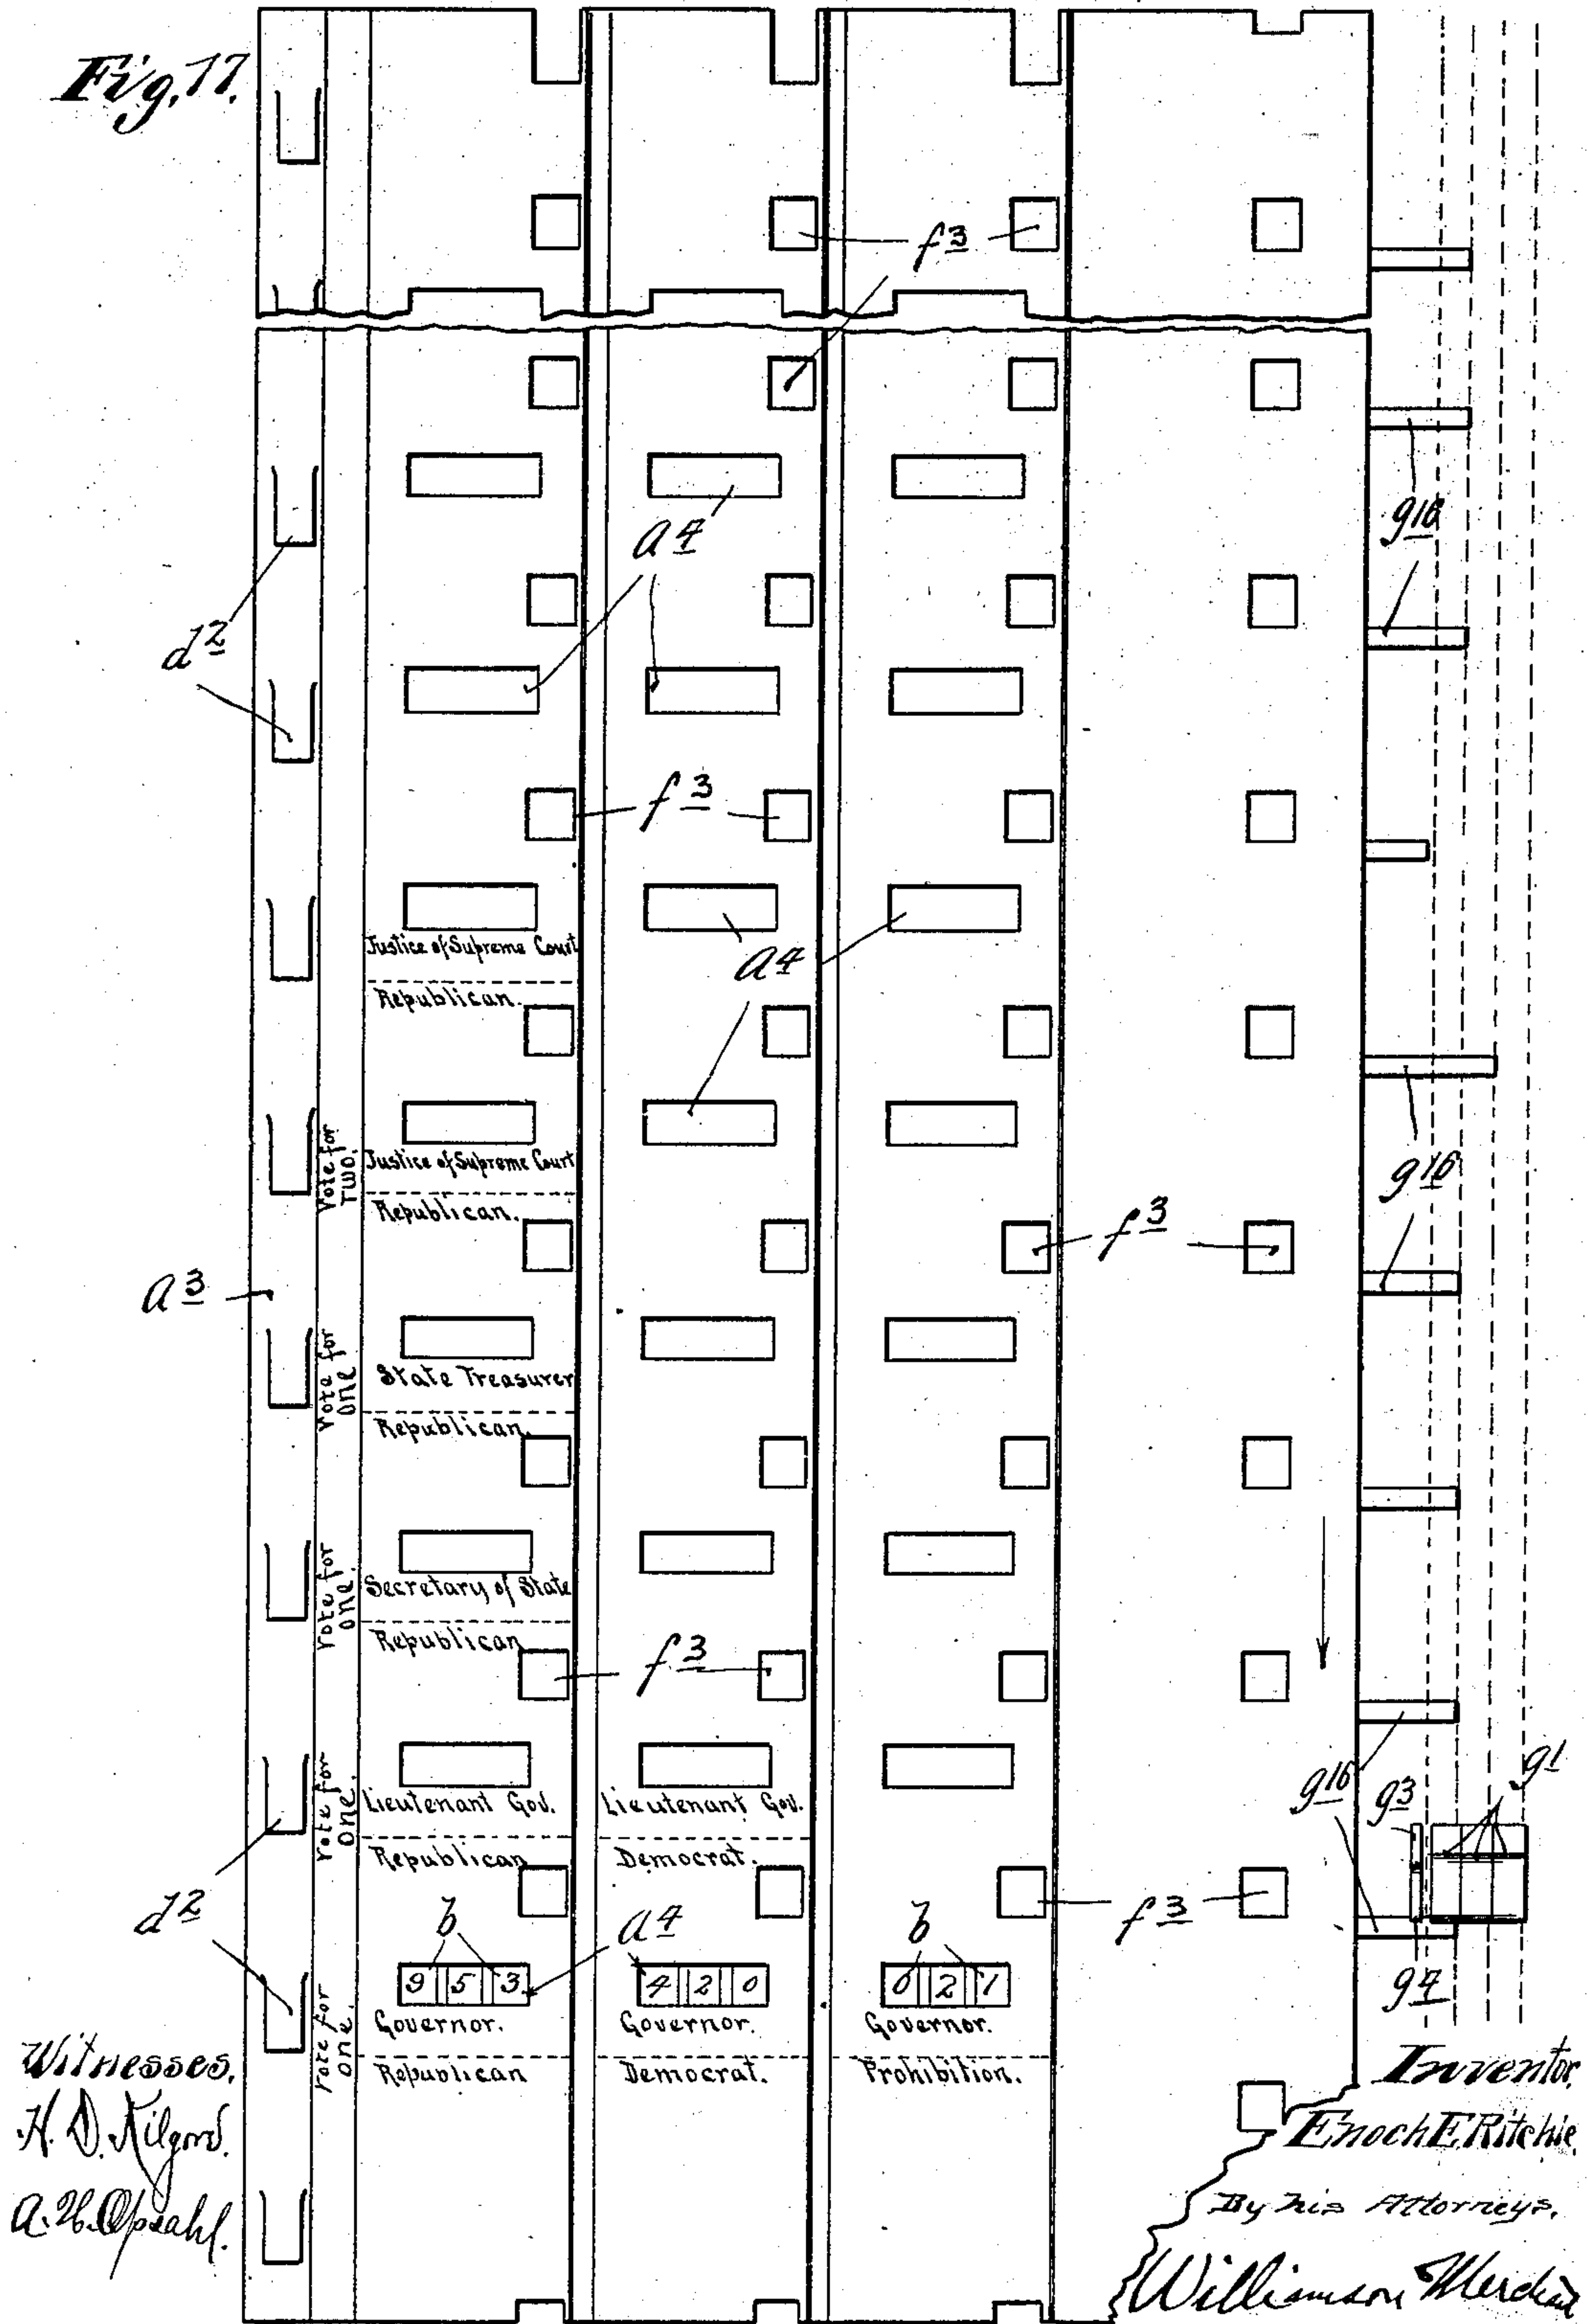 Fig. 17.
f3
g16
a4
d2
f3
Justice of Supreme Court
Republican.
a4
Vote for
TWO.
Justice of Supreme Court
Republican.
g16
f3
a3
Vote for
one
State Treasurer
Republican.
Vote for
one.
Secretary of State
Republican
f3
Vote for
one.
Lieutenant Gov.
Republican
Lieutenant Gov.
Democrat.
g16
g3
g1
d2
b
a4
b
f3
Vote for
one.
9 5 3
Governor.
Republican
4 2 0
Governor.
Democrat.
0 2 1
Governor.
Prohibition.
g4
Witnesses.
H. D. Kilgore.
A. H. Opsahl.
Inventor.
Enoch E. Ritchie.
By his Attorneys.
Williamson Merchant